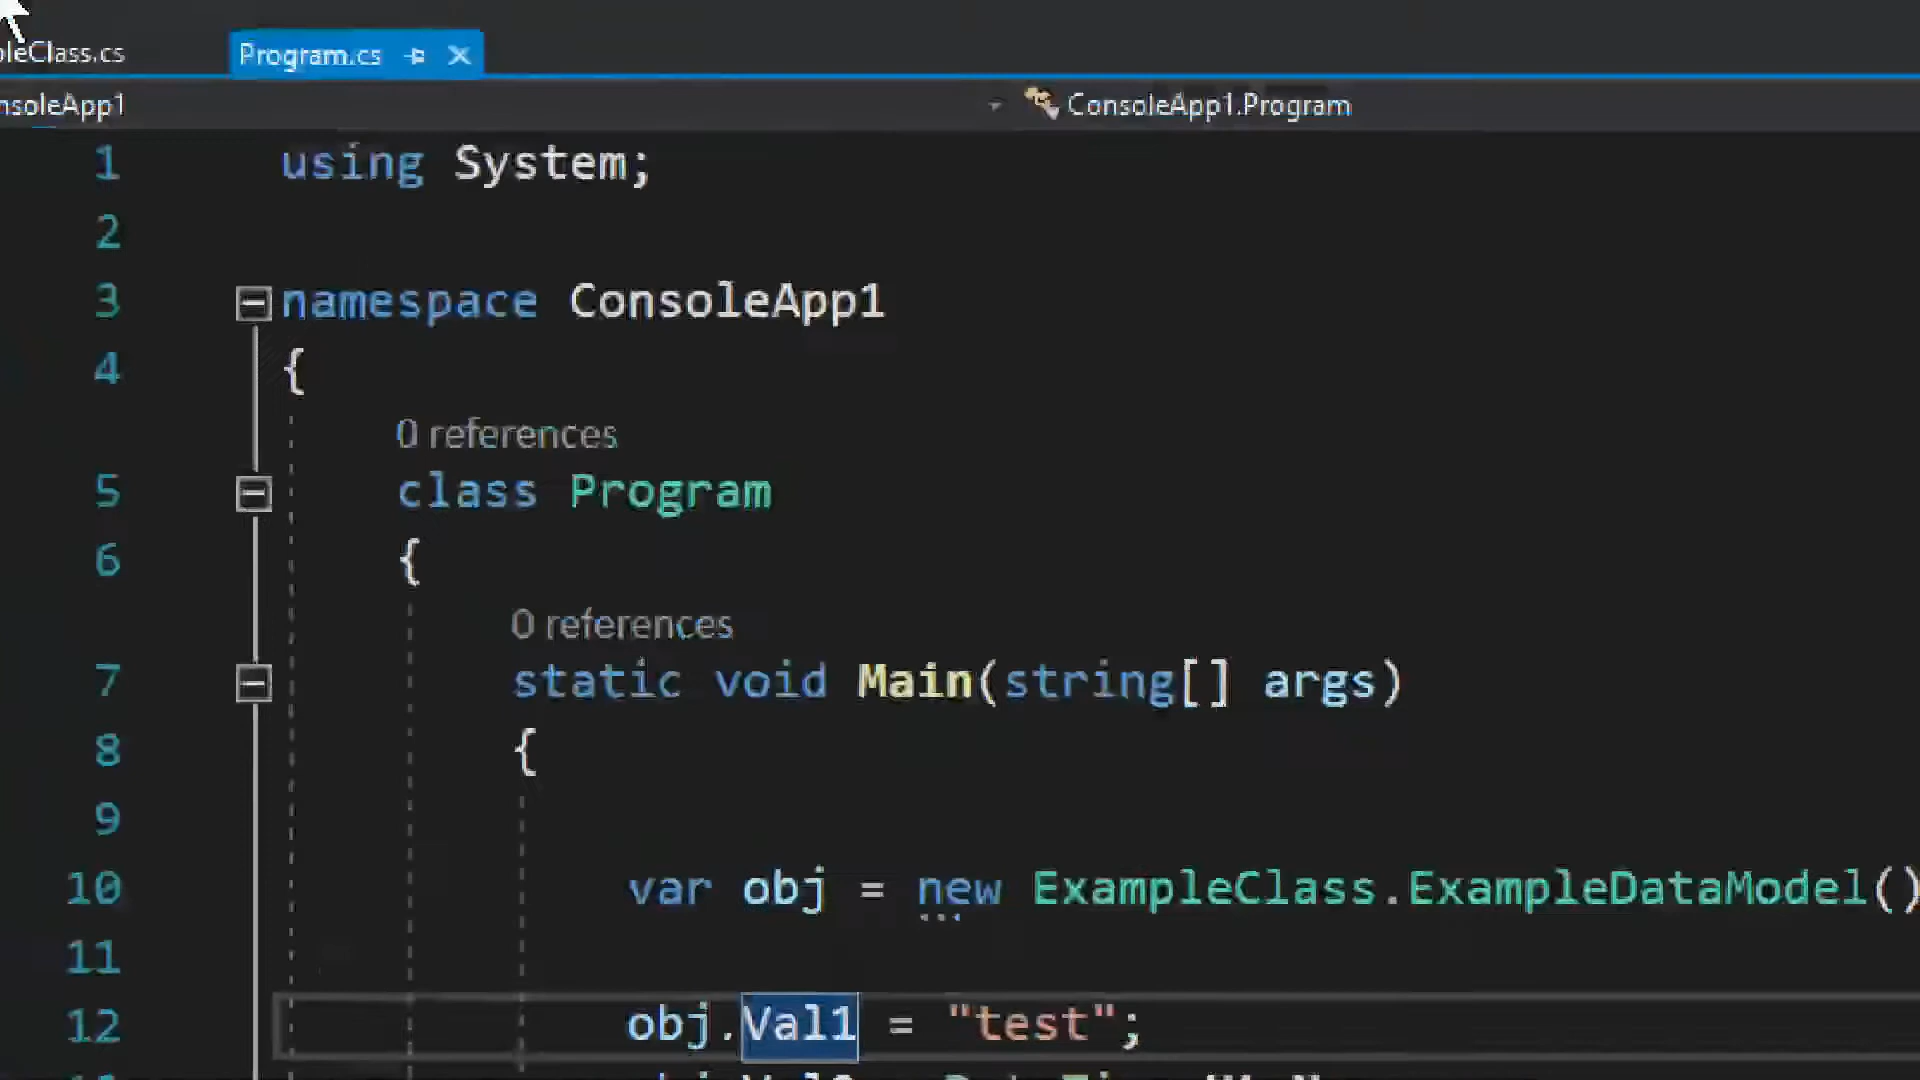 leClass.cs
Program.cs
nsoleApp1
ConsoleApp1.Program
1 using System;
2
3 namespace ConsoleApp1
4 {
0 references
5 class Program
6 {
0 references
7 static void Main(string[] args)
8 {
9
10 var obj = new ExampleClass.ExampleDataModel()
11
12 obj.Val1 = "test";